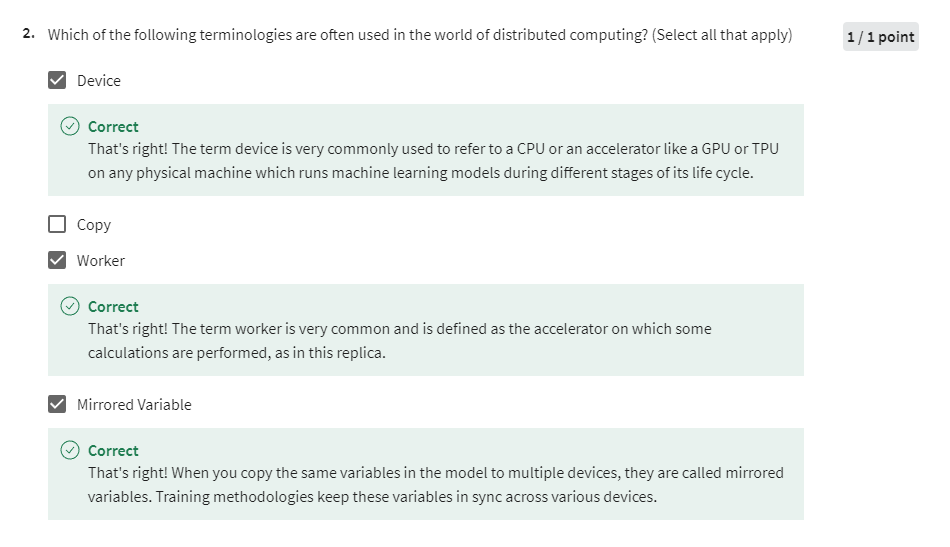 2. Which of the following terminologies are often used in the world of distributed computing? (Select all that apply)
1 / 1 point
Device
Correct
That's right! The term device is very commonly used to refer to a CPU or an accelerator like a GPU or TPU
on any physical machine which runs machine learning models during different stages of its life cycle.
Copy
Worker
Correct
That's right! The term worker is very common and is defined as the accelerator on which some
calculations are performed, as in this replica.
Mirrored Variable
Correct
That's right! When you copy the same variables in the model to multiple devices, they are called mirrored
variables. Training methodologies keep these variables in sync across various devices.